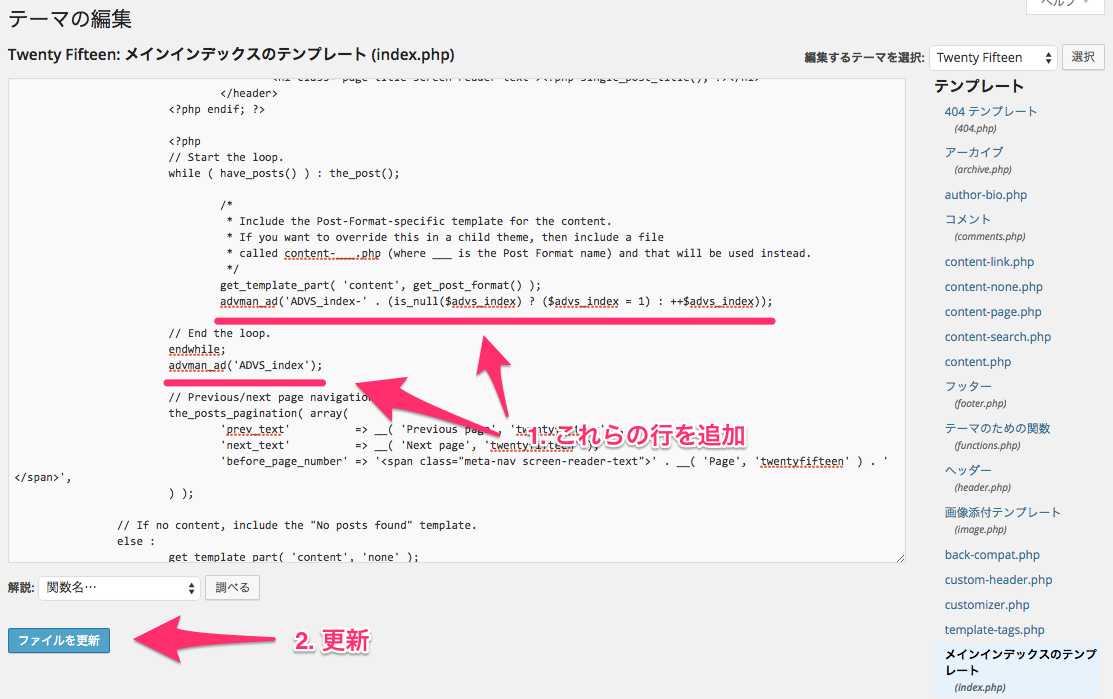 テーマの編集
ヘルプ
Twenty Fifteen: メインインデックスのテンプレート (index.php)
編集するテーマを選択: Twenty Fifteen 選択
</header>
<?php endif; ?>
<?php
// Start the loop.
while ( have_posts() ) : the_post();
/*
* Include the Post-Format-specific template for the content.
* If you want to override this in a child theme, then include a file
* called content-___.php (where ___ is the Post Format name) and that will be used instead.
*/
get_template_part( 'content', get_post_format() );
advman_ad('ADVS_index-' . (is_null($advs_index) ? ($advs_index = 1) : ++$advs_index));
// End the loop.
endwhile;
advman_ad('ADVS_index');
// Previous/next page navigation
the_posts_pagination( array(
'prev_text' => __( 'Previous page',
1. これらの行を追加
'next_text' => __( 'Next page', 'twentyfifteen' ),
'before_page_number' => '<span class="meta-nav screen-reader-text">' . __( 'Page', 'twentyfifteen' ) . '
</span>',
) );
// If no content, include the "No posts found" template.
else :
get_template_part( 'content', 'none' );
解説: 関数名… 調べる
ファイルを更新
2. 更新
テンプレート
404 テンプレート
(404.php)
アーカイブ
(archive.php)
author-bio.php
コメント
(comments.php)
content-link.php
content-none.php
content-page.php
content-search.php
content.php
フッター
(footer.php)
テーマのための関数
(functions.php)
ヘッダー
(header.php)
画像添付テンプレート
(image.php)
back-compat.php
custom-header.php
customizer.php
template-tags.php
メインインデックスのテンプ
レート
(index.php)